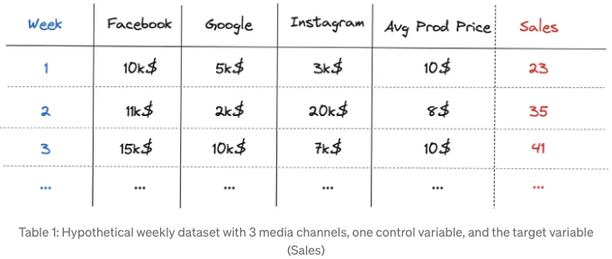 Week Facebook Google Instagram Avg Prod Price Sales
1 10k$ 5k$ 3k$ 10$ 23
2 11k$ 2k$ 20k$ 8$ 35
3 15k$ 10k$ 7k$ 10$ 41
... ... ... ... ... ...
Table 1: Hypothetical weekly dataset with 3 media channels, one control variable, and the target variable
(Sales)